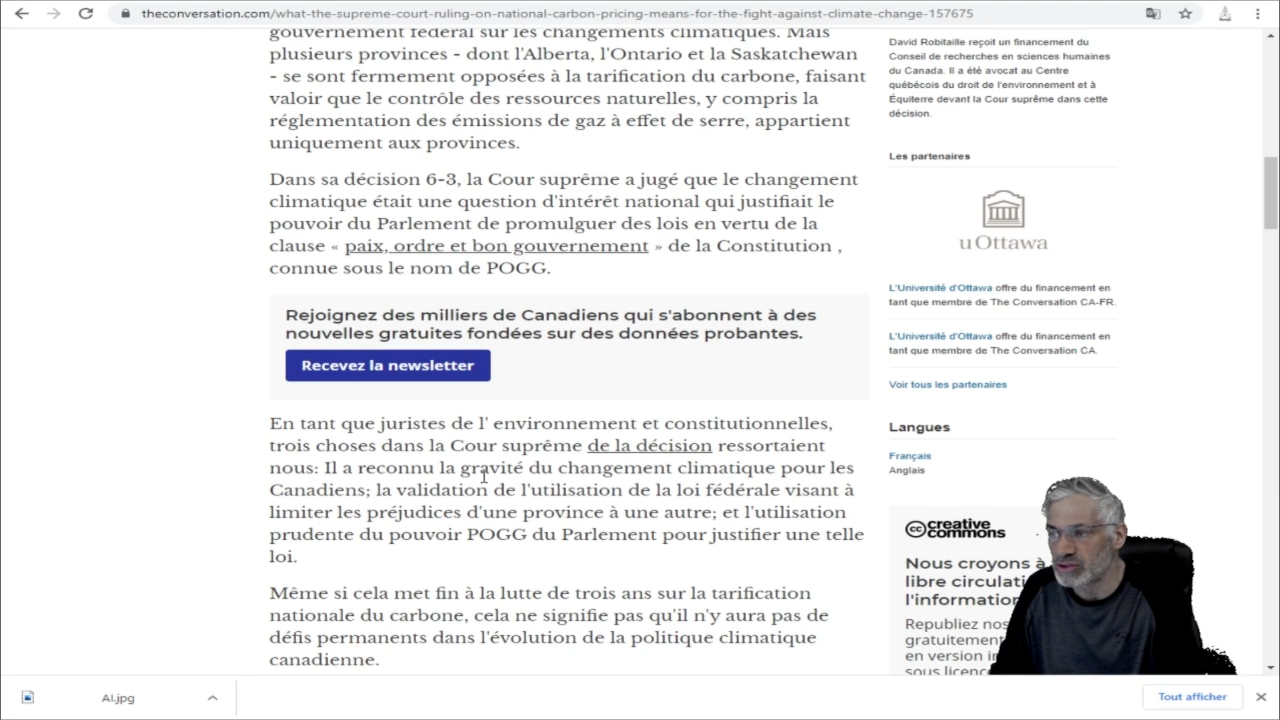 theconversation.com/what-the-supreme-court-ruling-on-national-carbon-pricing-means-for-the-fight-against-climate-change-157675
gouvernement fédéral sur les changements climatiques. Mais
plusieurs provinces - dont l'Alberta, l'Ontario et la Saskatchewan
- se sont fermement opposées à la tarification du carbone, faisant
valoir que le contrôle des ressources naturelles, y compris la
réglementation des émissions de gaz à effet de serre, appartient
uniquement aux provinces.
Dans sa décision 6-3, la Cour suprême a jugé que le changement
climatique était une question d'intérêt national qui justifiait le
pouvoir du Parlement de promulguer des lois en vertu de la
clause « paix, ordre et bon gouvernement » de la Constitution ,
connue sous le nom de POGG.
Rejoignez des milliers de Canadiens qui s'abonnent à des
nouvelles gratuites fondées sur des données probantes.
Recevez la newsletter
En tant que juristes de l' environnement et constitutionnelles,
trois choses dans la Cour suprême de la décision ressortaient
nous: Il a reconnu la gravité du changement climatique pour les
Canadiens; la validation de l'utilisation de la loi fédérale visant à
limiter les préjudices d'une province à une autre; et l'utilisation
prudente du pouvoir POGG du Parlement pour justifier une telle
loi.
Même si cela met fin à la lutte de trois ans sur la tarification
nationale du carbone, cela ne signifie pas qu'il n'y aura pas de
défis permanents dans l'évolution de la politique climatique
canadienne.
David Robitaille reçoit un financement du
Conseil de recherches en sciences humaines
du Canada. Il a été avocat au Centre
québécois du droit de l'environnement et à
Équiterre devant la Cour suprême dans cette
décision.
Les partenaires
uOttawa
L'Université d'Ottawa offre du financement en
tant que membre de The Conversation CA-FR.
L'Université d'Ottawa offre du financement en
tant que membre de The Conversation CA.
Voir tous les partenaires
Langues
Français
Anglais
cc creative
commons
Nous croyons à
libre circulati
l'information
Republiez nos
gratuitement
en version i
sous licenc
AI.jpg
Tout afficher